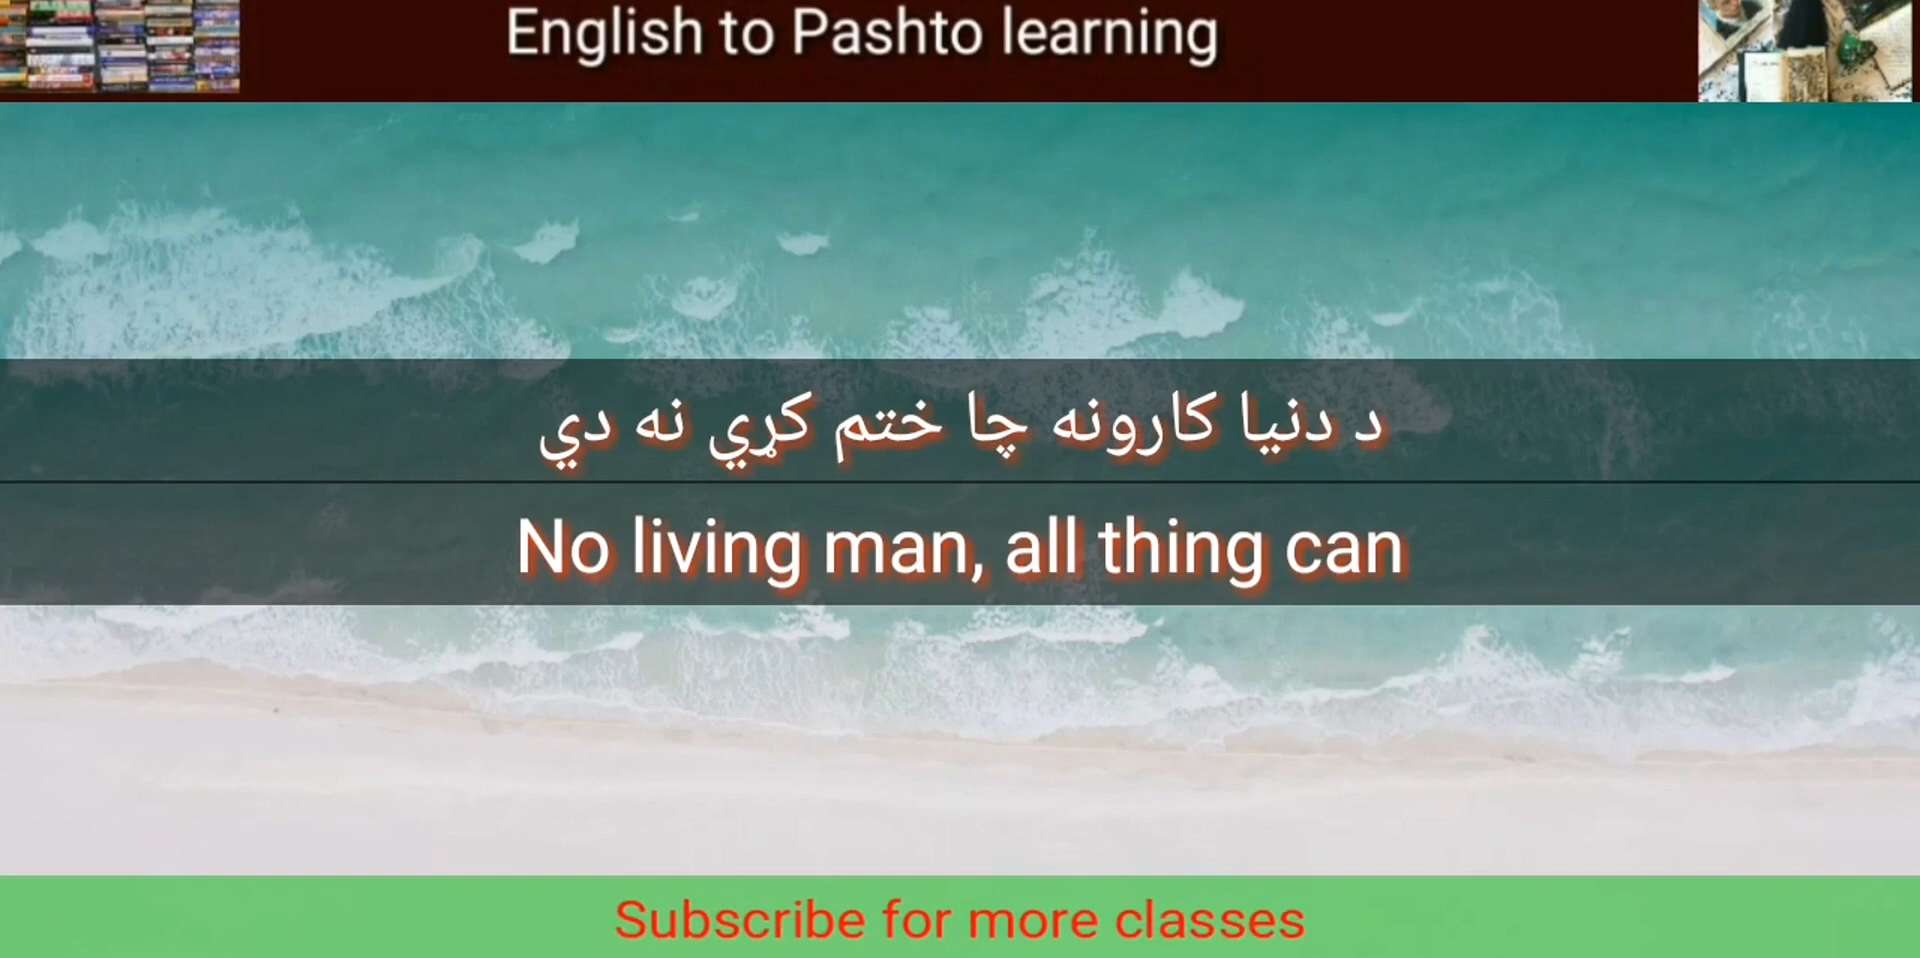 English to Pashto learning
د دنیا کارونه چا ختم کړي نه دي
No living man, all thing can
Subscribe for more classes